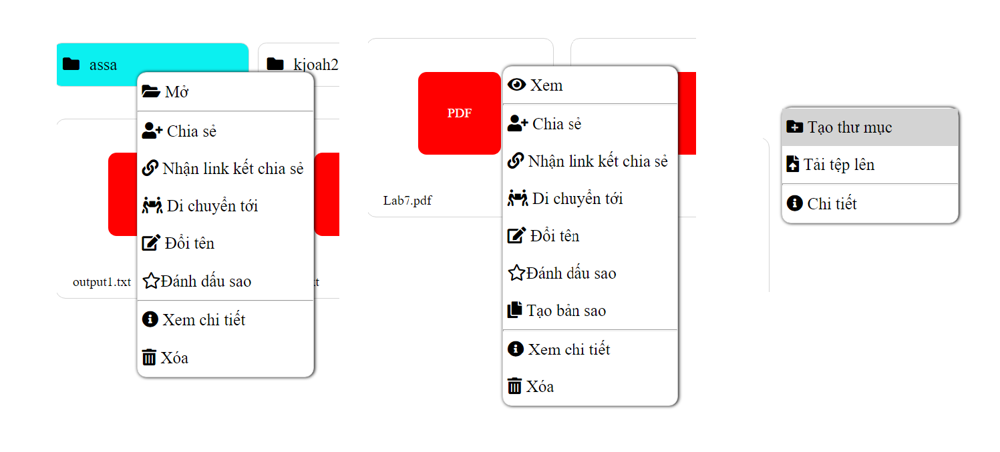 assa
kjoah2
Mở
Chia sẻ
Nhận link kết chia sẻ
Di chuyển tới
Đổi tên
Đánh dấu sao
Xem chi tiết
Xóa
output1.txt
PDF
Lab7.pdf
Xem
Chia sẻ
Nhận link kết chia sẻ
Di chuyển tới
Đổi tên
Đánh dấu sao
Tạo bản sao
Xem chi tiết
Xóa
Tạo thư mục
Tải tệp lên
Chi tiết